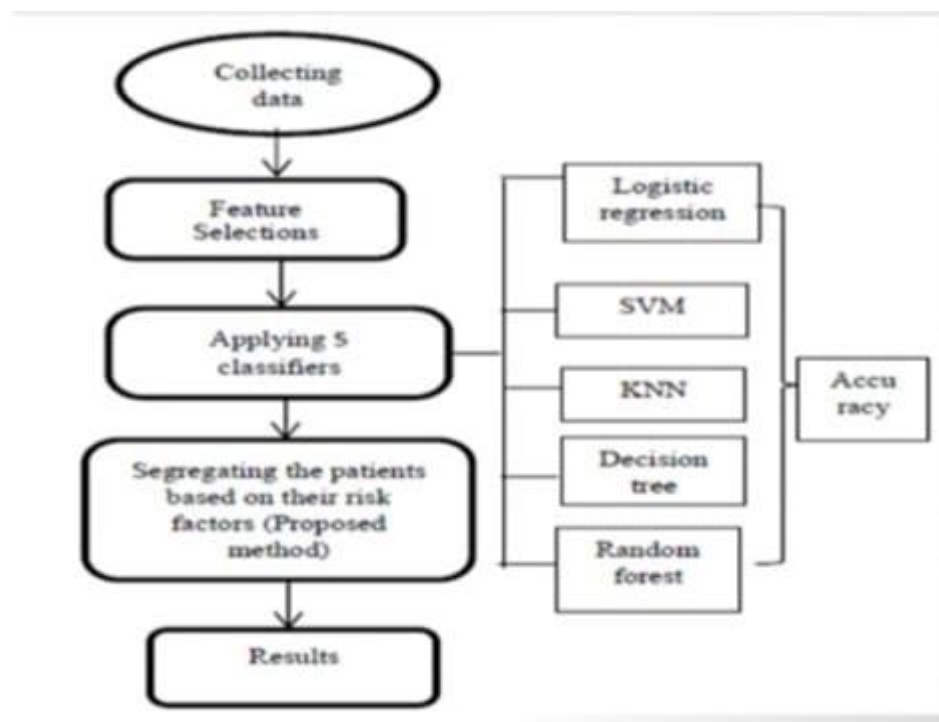 Collecting
data
Feature
Selections
Applying 5
classifiers
Segregating the patients
based on their risk
factors (Proposed
method)
Results
Logistic
regression
SVM
KNN
Decision
tree
Random
forest
Accu
racy